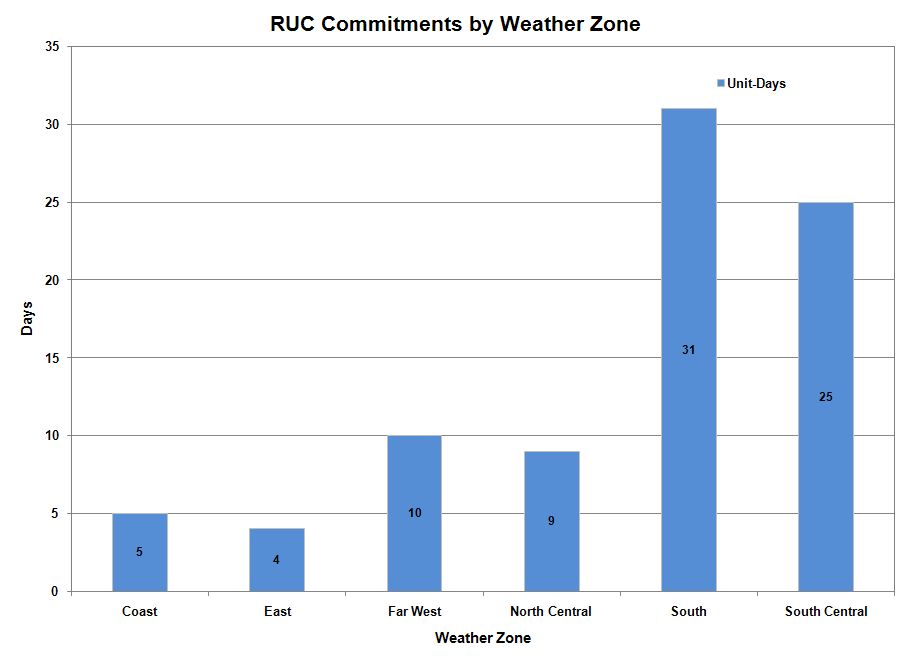 RUC Commitments by Weather Zone
35
Unit-Days
30
25
20
Days
15
10
5
0
31
25
10
9
5
4
Coast East Far West North Central South South Central
Weather Zone